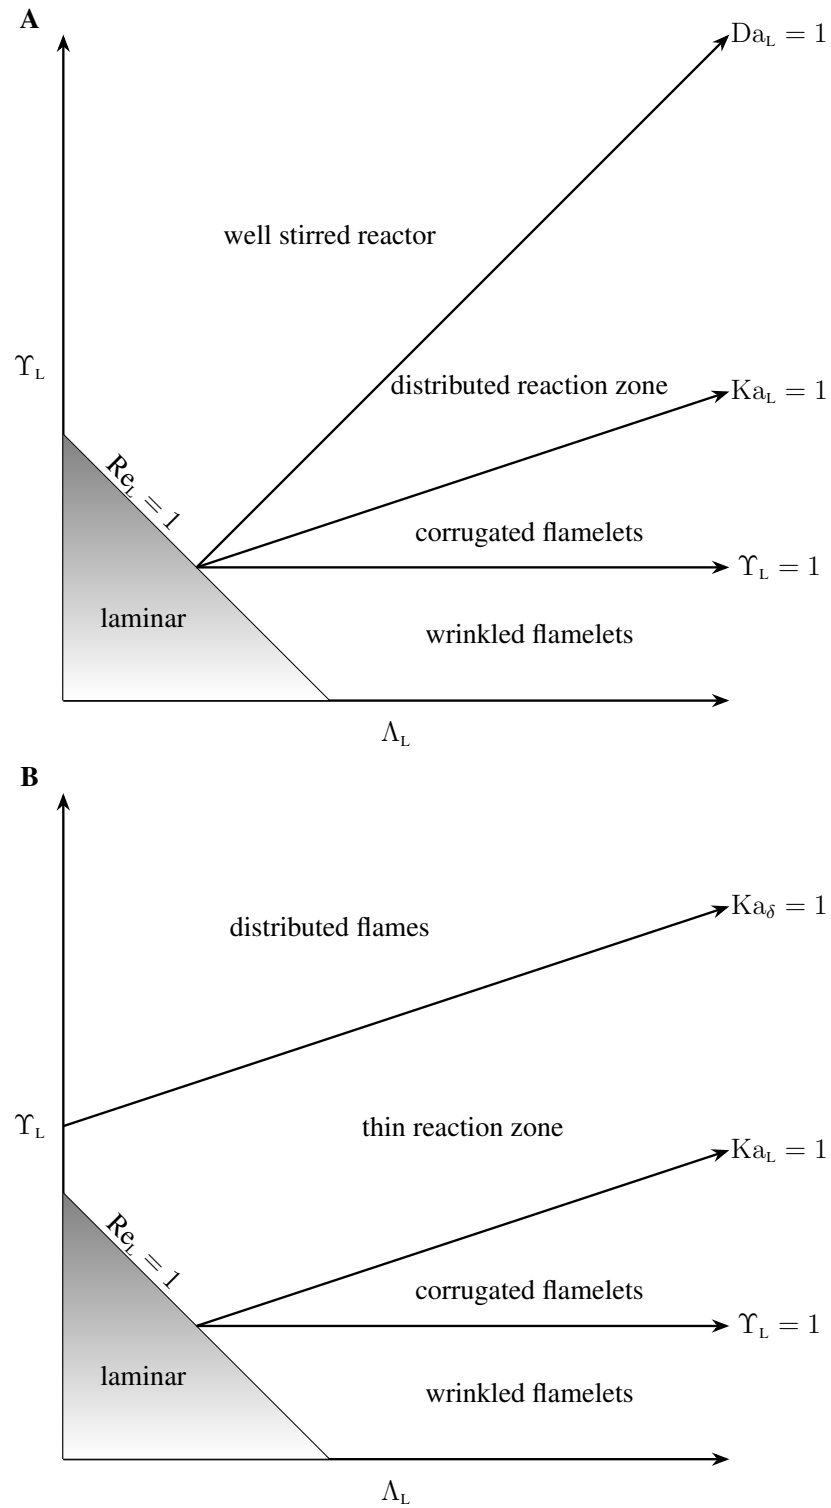 A
Da_L = 1
well stirred reactor
ϒ_L
distributed reaction zone
Ka_L = 1
Re_L = 1
corrugated flamelets
ϒ_L = 1
laminar
wrinkled flamelets
Λ_L
B
Ka_δ = 1
distributed flames
ϒ_L
thin reaction zone
Ka_L = 1
Re_L = 1
corrugated flamelets
ϒ_L = 1
laminar
wrinkled flamelets
Λ_L